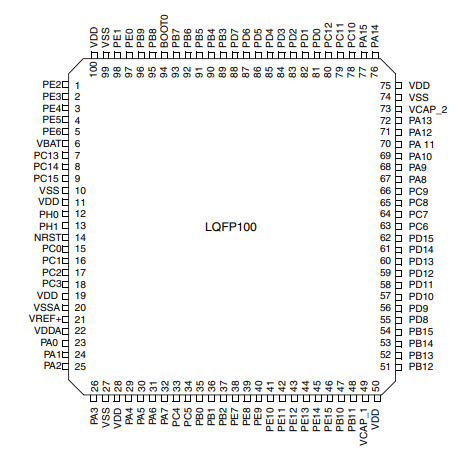 VDD VSS PE1 PE0 PB9 PB8 BOOT0 PB7 PB6 PB5 PB4 PB3 PD7 PD6 PD5 PD4 PD3 PD2 PD1 PD0 PC12 PC11 PC10 PA15 PA14
100 99 98 97 96 95 94 93 92 91 90 89 88 87 86 85 84 83 82 81 80 79 78 77 76
PE2 1 75 VDD
PE3 2 74 VSS
PE4 3 73 VCAP_2
PE5 4 72 PA13
PE6 5 71 PA12
VBAT 6 70 PA 11
PC13 7 69 PA10
PC14 8 68 PA9
PC15 9 67 PA8
VSS 10 66 PC9
VDD 11 65 PC8
PH0 12 64 PC7
PH1 13 63 PC6
LQFP100
NRST 14 62 PD15
PC0 15 61 PD14
PC1 16 60 PD13
PC2 17 59 PD12
PC3 18 58 PD11
VDD 19 57 PD10
VSSA 20 56 PD9
VREF+ 21 55 PD8
VDDA 22 54 PB15
PA0 23 53 PB14
PA1 24 52 PB13
PA2 25 51 PB12
26 27 28 29 30 31 32 33 34 35 36 37 38 39 40 41 42 43 44 45 46 47 48 49 50
PA3 VSS VDD PA4 PA5 PA6 PA7 PC4 PC5 PB0 PB1 PB2 PE7 PE8 PE9 PE10 PE11 PE12 PE13 PE14 PE15 PB10 PB11 VCAP_1 VDD